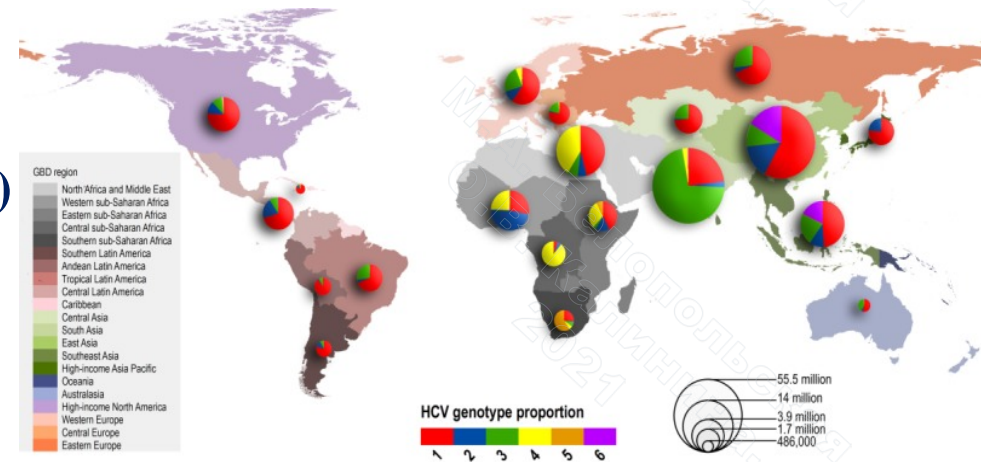 )
GBD region
North Africa and Middle East
Western sub-Saharan Africa
Eastern sub-Saharan Africa
Central sub-Saharan Africa
Southern sub-Saharan Africa
Southern Latin America
Andean Latin America
Tropical Latin America
Central Latin America
Caribbean
Central Asia
South Asia
East Asia
Southeast Asia
High-income Asia Pacific
Oceania
Australasia
High-income North America
Western Europe
Central Europe
Eastern Europe
HCV genotype proportion
1 2 3 4 5 6
55.5 million
14 million
3.9 million
1.7 million
486,000
2021